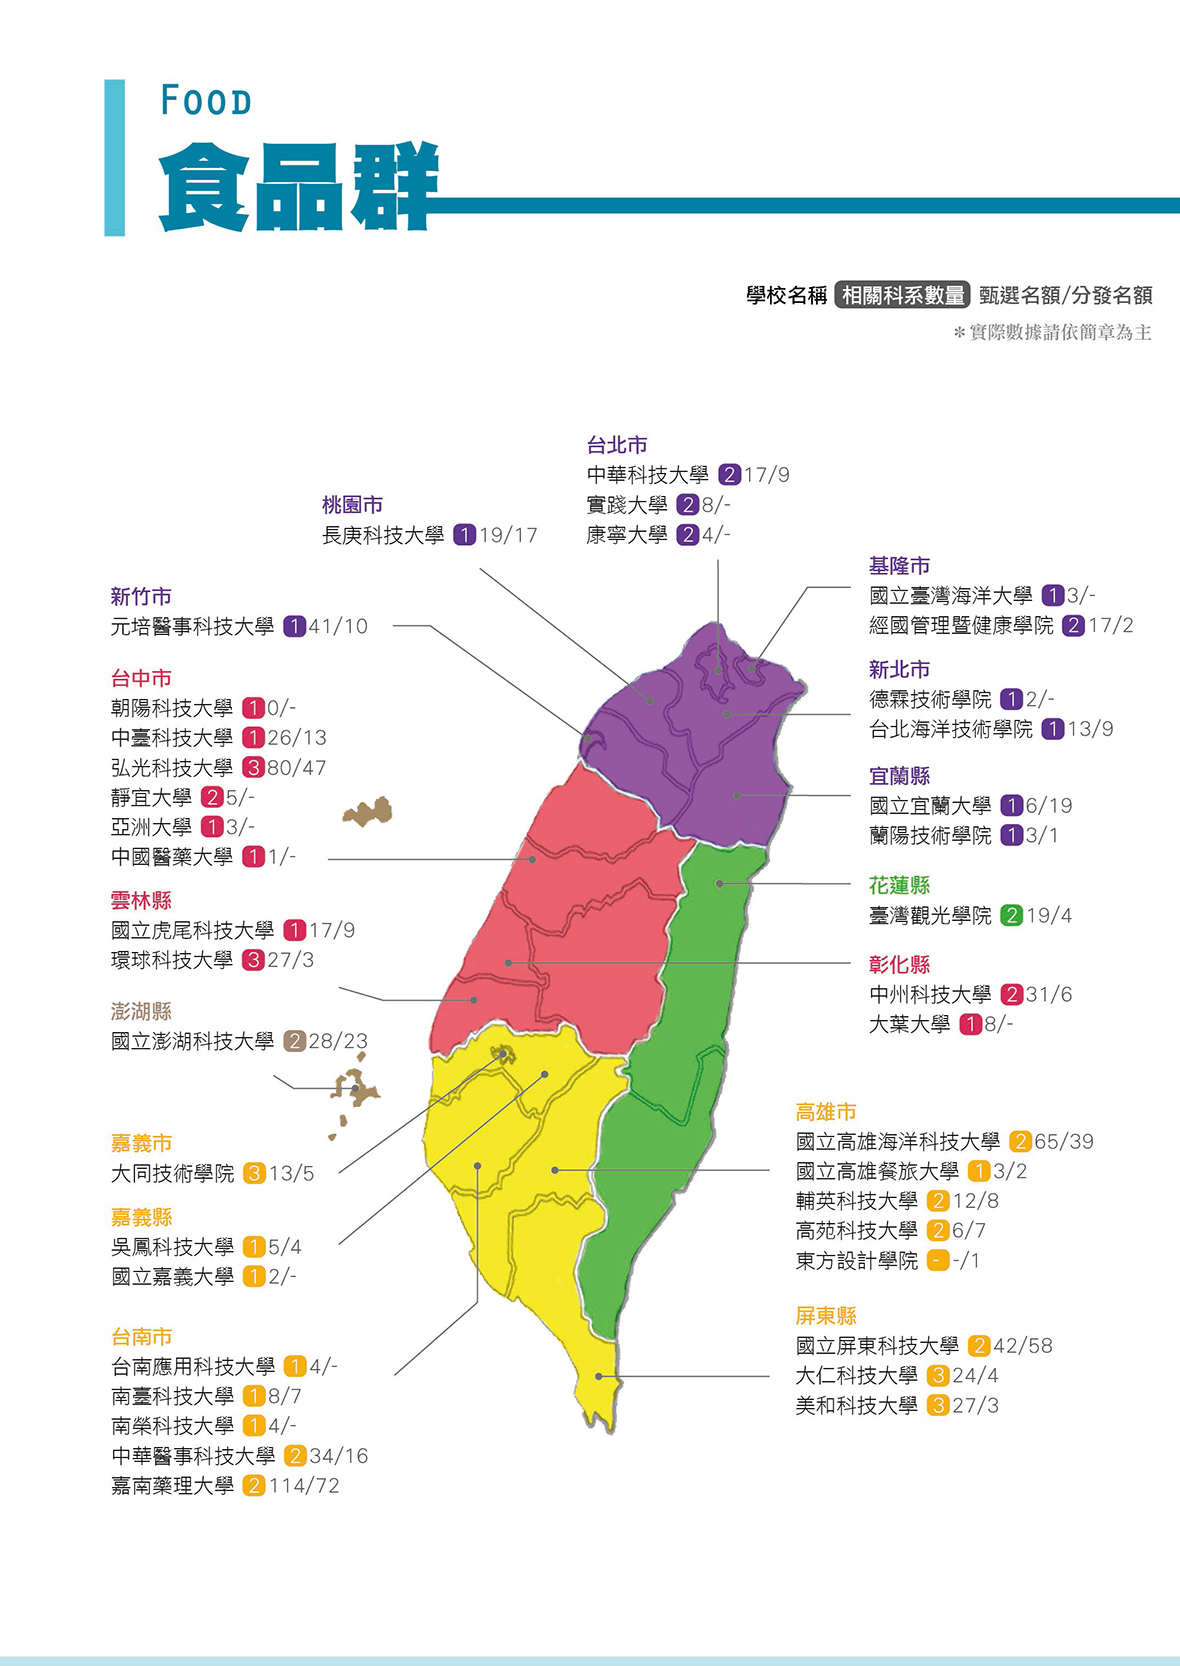 FOOD
食品群
學校名稱 相關科系數量 甄選名額/分發名額
＊實際數據請依簡章為主
台北市
中華科技大學 2 17/9
實踐大學 2 8/-
康寧大學 2 4/-
桃園市
長庚科技大學 1 19/17
基隆市
國立臺灣海洋大學 1 3/-
經國管理暨健康學院 2 17/2
新竹市
元培醫事科技大學 1 41/10
新北市
德霖技術學院 1 2/-
台北海洋技術學院 1 13/9
台中市
朝陽科技大學 1 0/-
中臺科技大學 1 26/13
弘光科技大學 3 80/47
靜宜大學 2 5/-
亞洲大學 1 3/-
中國醫藥大學 1 1/-
宜蘭縣
國立宜蘭大學 1 6/19
蘭陽技術學院 1 3/1
花蓮縣
臺灣觀光學院 2 19/4
雲林縣
國立虎尾科技大學 1 17/9
環球科技大學 3 27/3
彰化縣
中州科技大學 2 31/6
大葉大學 1 8/-
澎湖縣
國立澎湖科技大學 2 28/23
嘉義市
大同技術學院 3 13/5
嘉義縣
吳鳳科技大學 1 5/4
國立嘉義大學 1 2/-
高雄市
國立高雄海洋科技大學 2 65/39
國立高雄餐旅大學 1 3/2
輔英科技大學 2 12/8
高苑科技大學 2 6/7
東方設計學院 - -/1
台南市
台南應用科技大學 1 4/-
南臺科技大學 1 8/7
南榮科技大學 1 4/-
中華醫事科技大學 2 34/16
嘉南藥理大學 2 114/72
屏東縣
國立屏東科技大學 2 42/58
大仁科技大學 3 24/4
美和科技大學 3 27/3